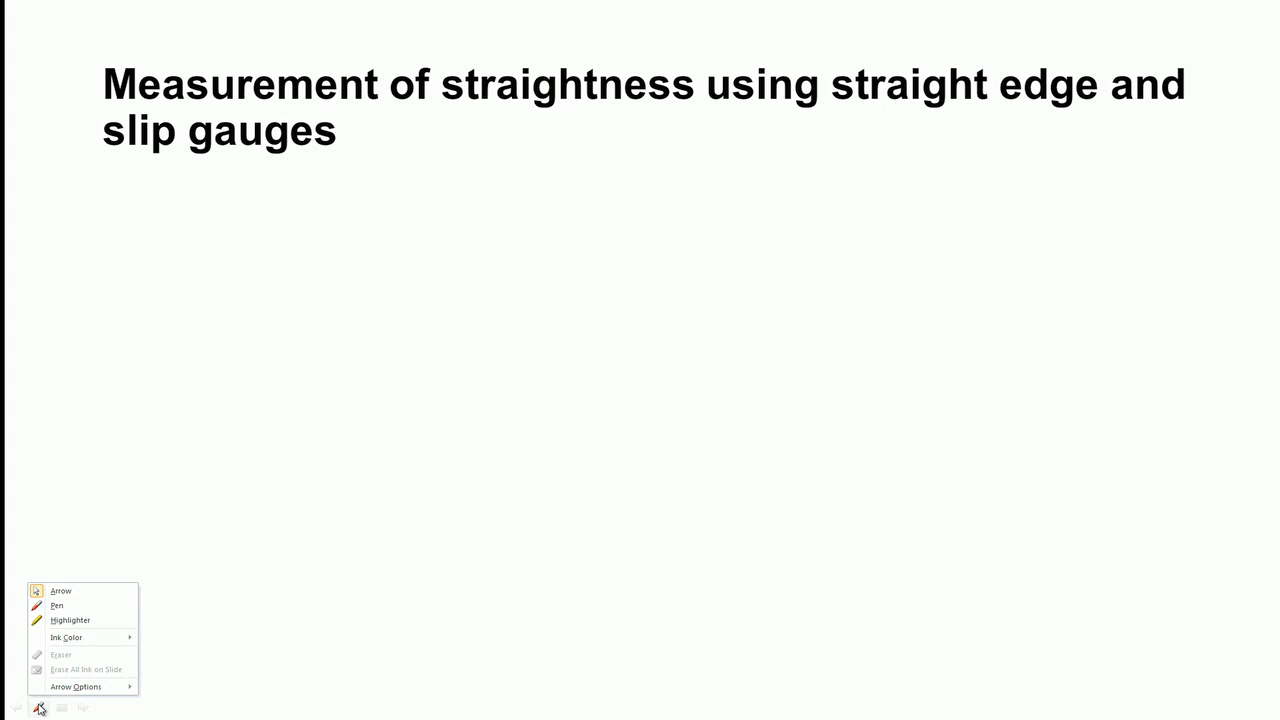 Measurement of straightness using straight edge and
slip gauges
Arrow
Pen
Highlighter
Ink Color
Eraser
Erase All Ink on Slide
Arrow Options